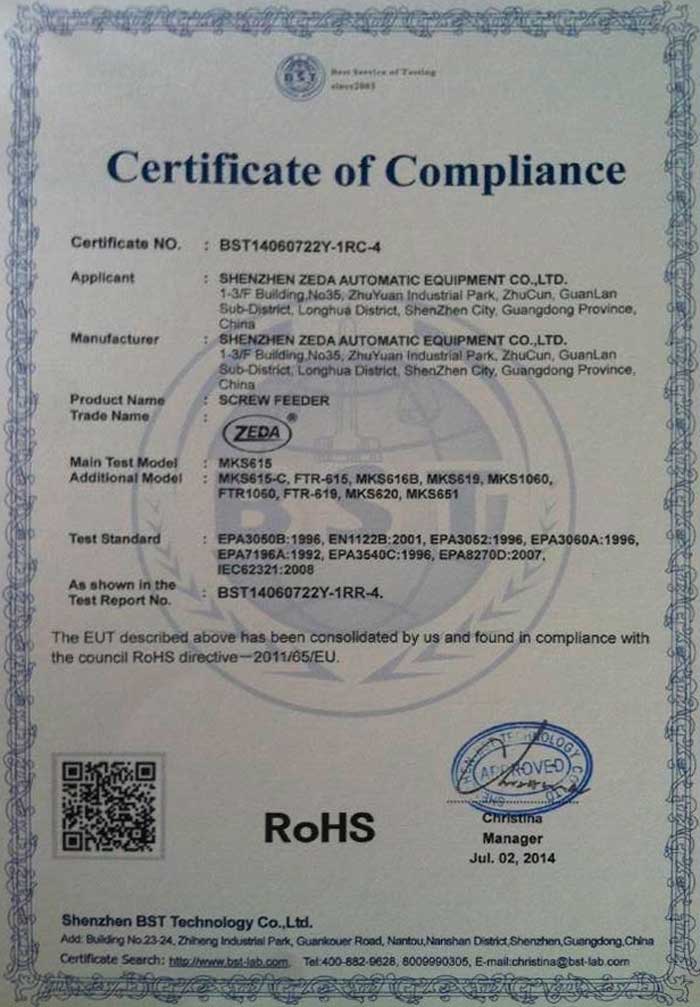 BST
Best Service of Testing
since2003
Certificate of Compliance
Certificate NO. : BST14060722Y-1RC-4
Applicant : SHENZHEN ZEDA AUTOMATIC EQUIPMENT CO.,LTD.
1-3/F Building,No35, ZhuYuan Industrial Park, ZhuCun, GuanLan
Sub-District, Longhua District, ShenZhen City, Guangdong Province,
China
Manufacturer : SHENZHEN ZEDA AUTOMATIC EQUIPMENT CO.,LTD.
1-3/F Building,No35, ZhuYuan Industrial Park, ZhuCun, GuanLan
Sub-District, Longhua District, ShenZhen City, Guangdong Province,
China
Product Name : SCREW FEEDER
Trade Name :
ZEDA ®
Main Test Model : MKS615
Additional Model : MKS615-C, FTR-615, MKS616B, MKS619, MKS1060,
FTR1060, FTR-619, MKS620, MKS651
BST
Test Standard : EPA3050B:1996, EN1122B:2001, EPA3052:1996, EPA3060A:1996,
EPA7196A:1992, EPA3540C:1996, EPA8270D:2007,
IEC62321:2008
As shown in the
Test Report No. : BST14060722Y-1RR-4.
The EUT described above has been consolidated by us and found in compliance with
the council RoHS directive—2011/65/EU.
APPROVED
RoHS
Christina
Manager
Jul. 02, 2014
Shenzhen BST Technology Co.,Ltd.
Add: Building No.23-24, Zhiheng Industrial Park, Guankouer Road, Nantou,Nanshan District,Shenzhen,Guangdong,China
Certificate Search: http://www.bst-lab.com, Tel:400-882-9628, 8009990305, E-mail:christina@bst-lab.com